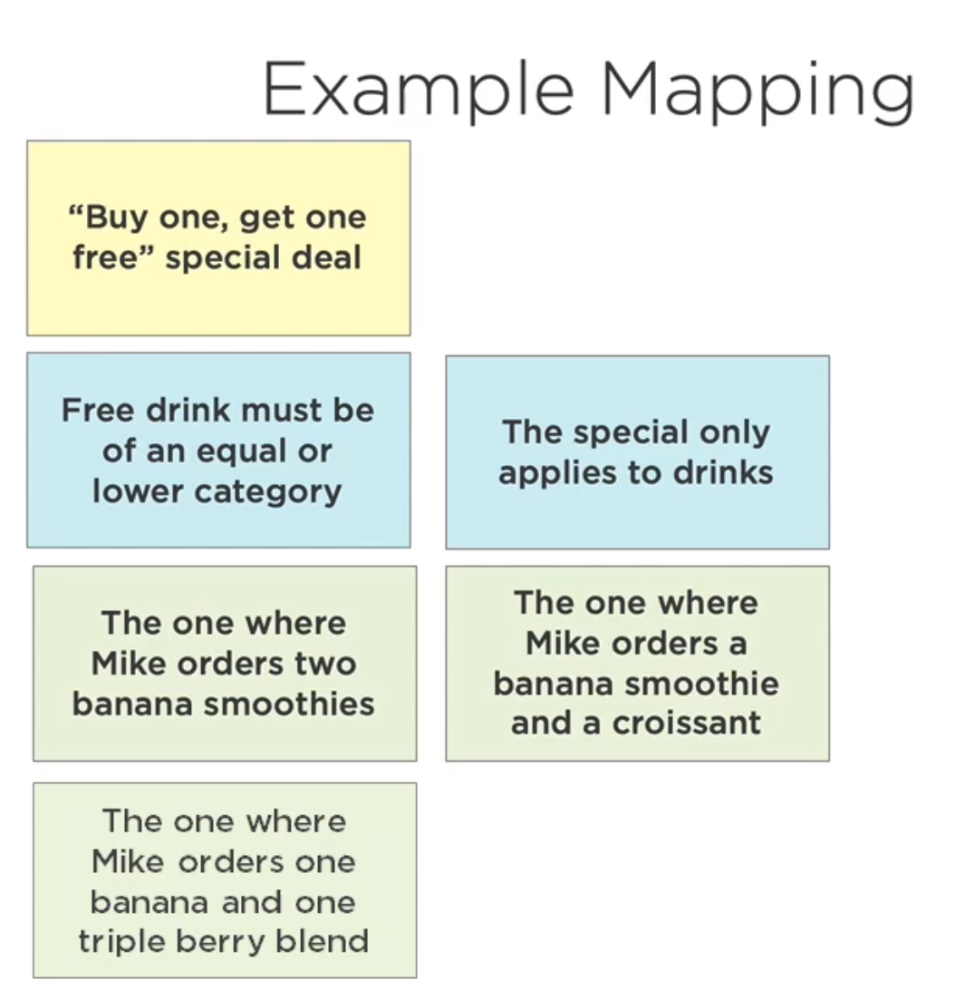 Example Mapping
“Buy one, get one
free” special deal
Free drink must be
of an equal or
lower category
The special only
applies to drinks
The one where
Mike orders two
banana smoothies
The one where
Mike orders a
banana smoothie
and a croissant
The one where
Mike orders one
banana and one
triple berry blend